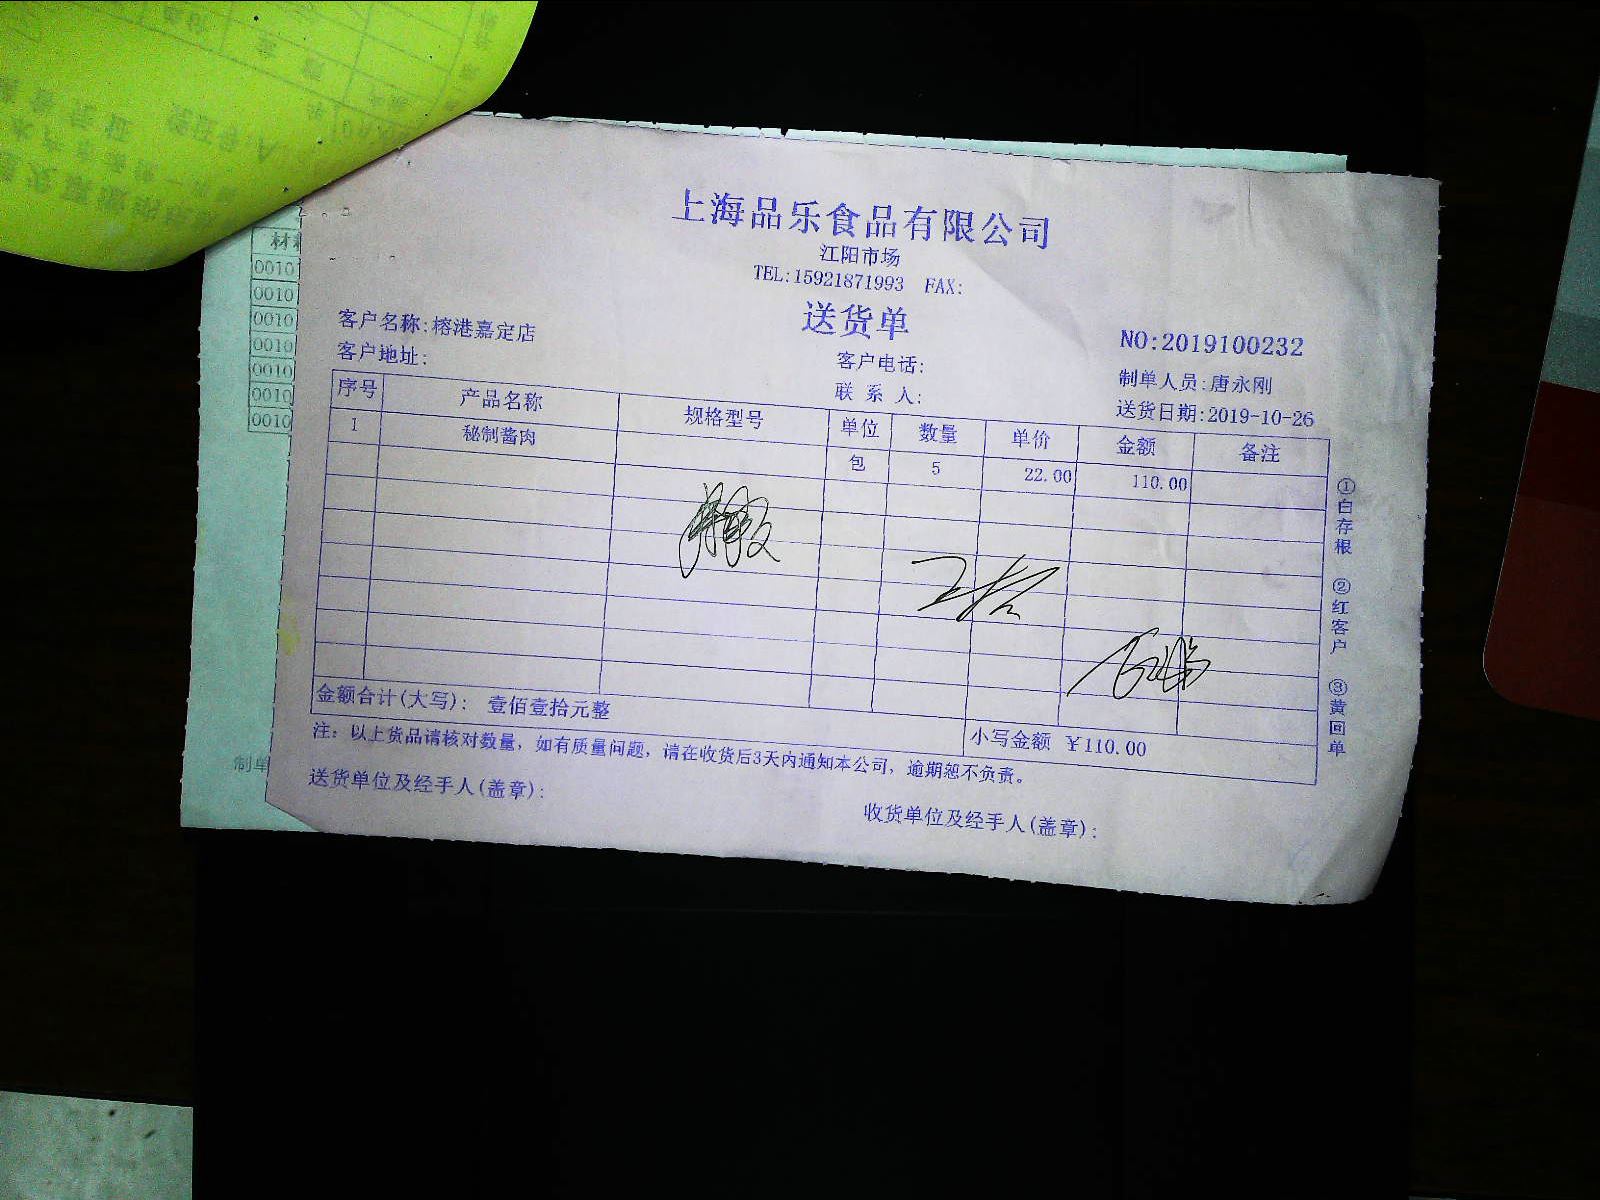 上海品乐食品有限公司
江阳市场
TEL:15921871993 FAX:
送货单
客户名称:榕港嘉定店
NO:2019100232
客户地址:
客户电话:
制单人员:唐永刚
联系人:
送货日期:2019-10-26
序号 产品名称 规格型号 单位 数量 单价 金额 备注
1 秘制酱肉 包 5 22.00 110.00
金额合计(大写): 壹佰壹拾元整
小写金额 ¥110.00
注: 以上货品请核对数量, 如有质量问题, 请在收货后3天内通知本公司, 逾期恕不负责。
送货单位及经手人(盖章):
收货单位及经手人(盖章):
①白存根 ②红客户 ③黄回单
0010
0010
0010
0010
0010
0010
0010
制单